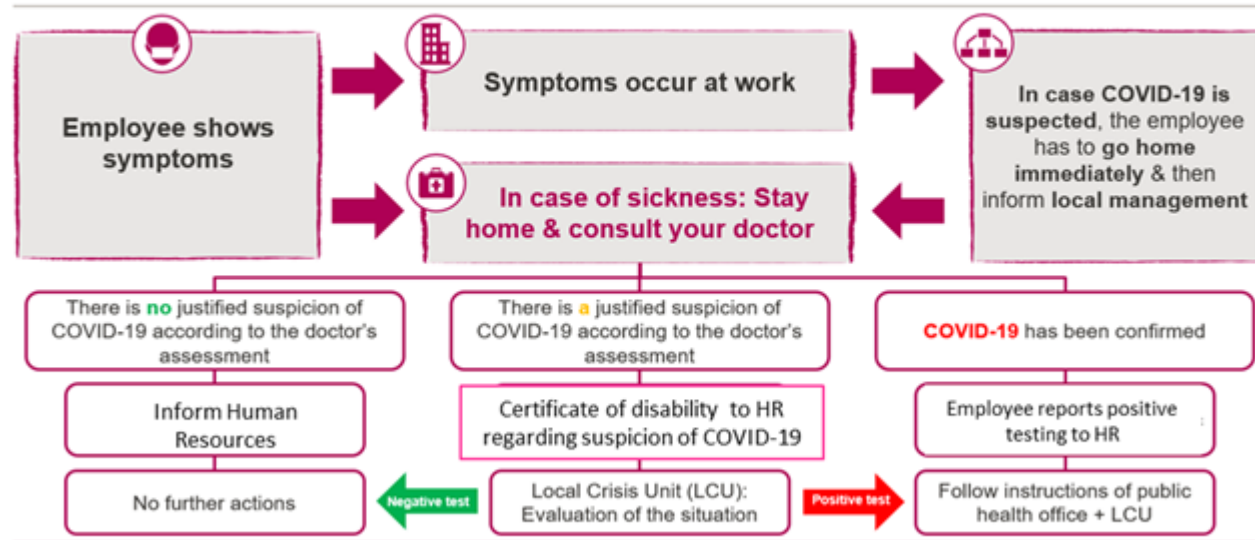 Employee shows
symptoms
Symptoms occur at work
In case COVID-19 is
suspected, the employee
has to go home
immediately & then
inform local management
In case of sickness: Stay
home & consult your doctor
There is no justified suspicion of
COVID-19 according to the doctor's
assessment
There is a justified suspicion of
COVID-19 according to the doctor's
assessment
COVID-19 has been confirmed
Inform Human
Resources
Certificate of disability to HR
regarding suspicion of COVID-19
Employee reports positive
testing to HR
No further actions
Negative test
Local Crisis Unit (LCU):
Evaluation of the situation
Positive test
Follow instructions of public
health office + LCU